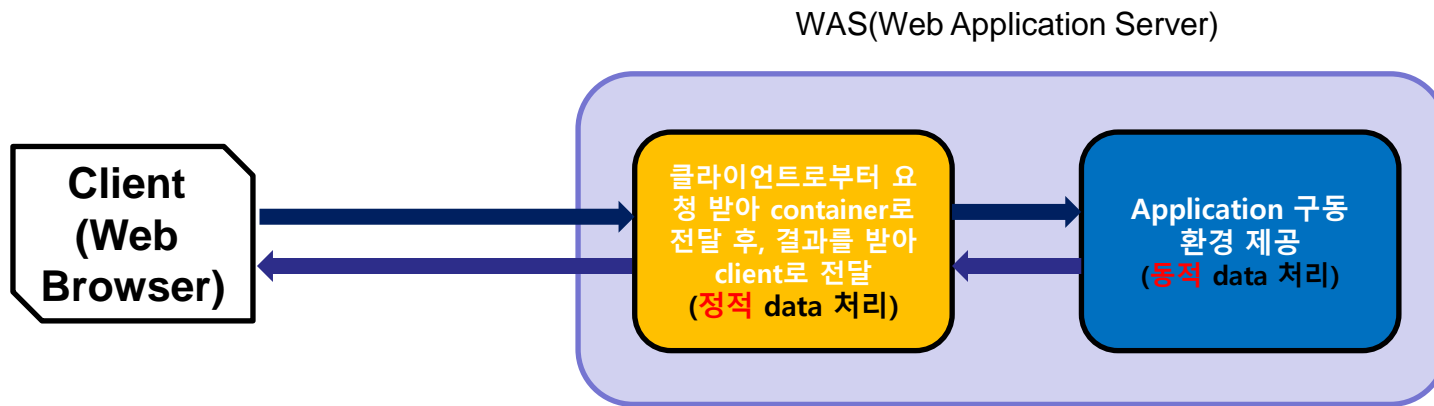 WAS(Web Application Server)
Client
(Web
Browser)
클라이언트로부터 요
청 받아 container로
전달 후, 결과를 받아
client로 전달
(정적 data 처리)
Application 구동
환경 제공
(동적 data 처리)